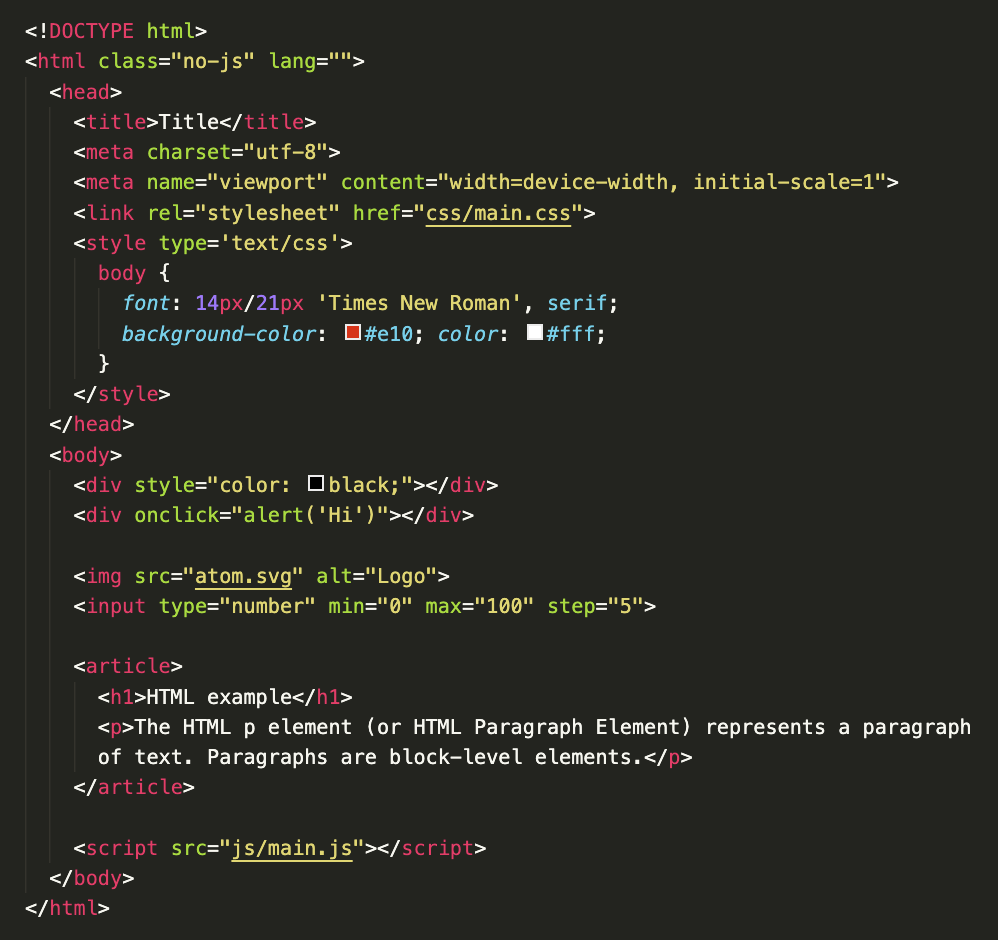 <!DOCTYPE html>
<html class="no-js" lang="">
  <head>
    <title>Title</title>
    <meta charset="utf-8">
    <meta name="viewport" content="width=device-width, initial-scale=1">
    <link rel="stylesheet" href="css/main.css">
    <style type='text/css'>
      body {
        font: 14px/21px 'Times New Roman', serif;
        background-color: #e10; color: #fff;
      }
    </style>
  </head>
  <body>
    <div style="color: black;"></div>
    <div onclick="alert('Hi')"></div>

    <img src="atom.svg" alt="Logo">
    <input type="number" min="0" max="100" step="5">

    <article>
      <h1>HTML example</h1>
      <p>The HTML p element (or HTML Paragraph Element) represents a paragraph
      of text. Paragraphs are block-level elements.</p>
    </article>

    <script src="js/main.js"></script>
  </body>
</html>